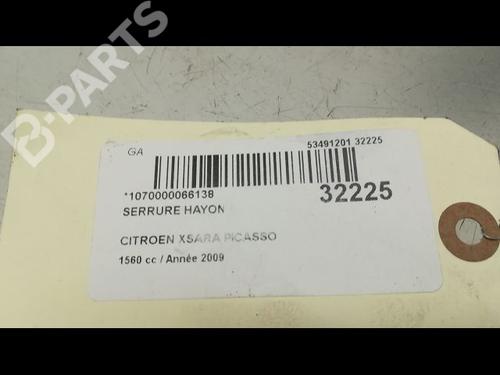 B-PARTS
GA
53491201 32225
*1070000066138
32225
SERRURE HAYON
CITROEN XSARA PICASSO
1560 cc / Année 2009